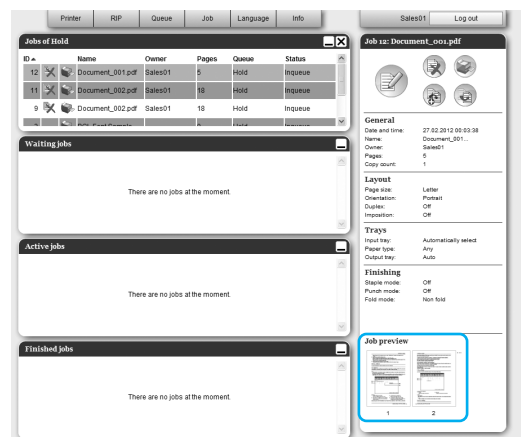 Printer RIP Queue Job Language Info Sales01 Log out
Jobs of Hold
ID Name Owner Pages Queue Status
12 Document_001.pdf Sales01 5 Hold Inqueue
11 Document_002.pdf Sales01 18 Hold Inqueue
9 Document_002.pdf Sales01 18 Hold Inqueue
Waiting jobs
There are no jobs at the moment.
Active jobs
There are no jobs at the moment.
Finished jobs
There are no jobs at the moment.
Job 12: Document_001.pdf
General
Date and time: 27.02.2012 00:03:38
Name: Document_001...
Owner: Sales01
Pages: 5
Copy count: 1
Layout
Page size: Letter
Orientation: Portrait
Duplex: Off
Imposition: Off
Trays
Input tray: Automatically select
Paper type: Any
Output tray: Auto
Finishing
Staple mode: Off
Punch mode: Off
Fold mode: Non fold
Job preview
1 2